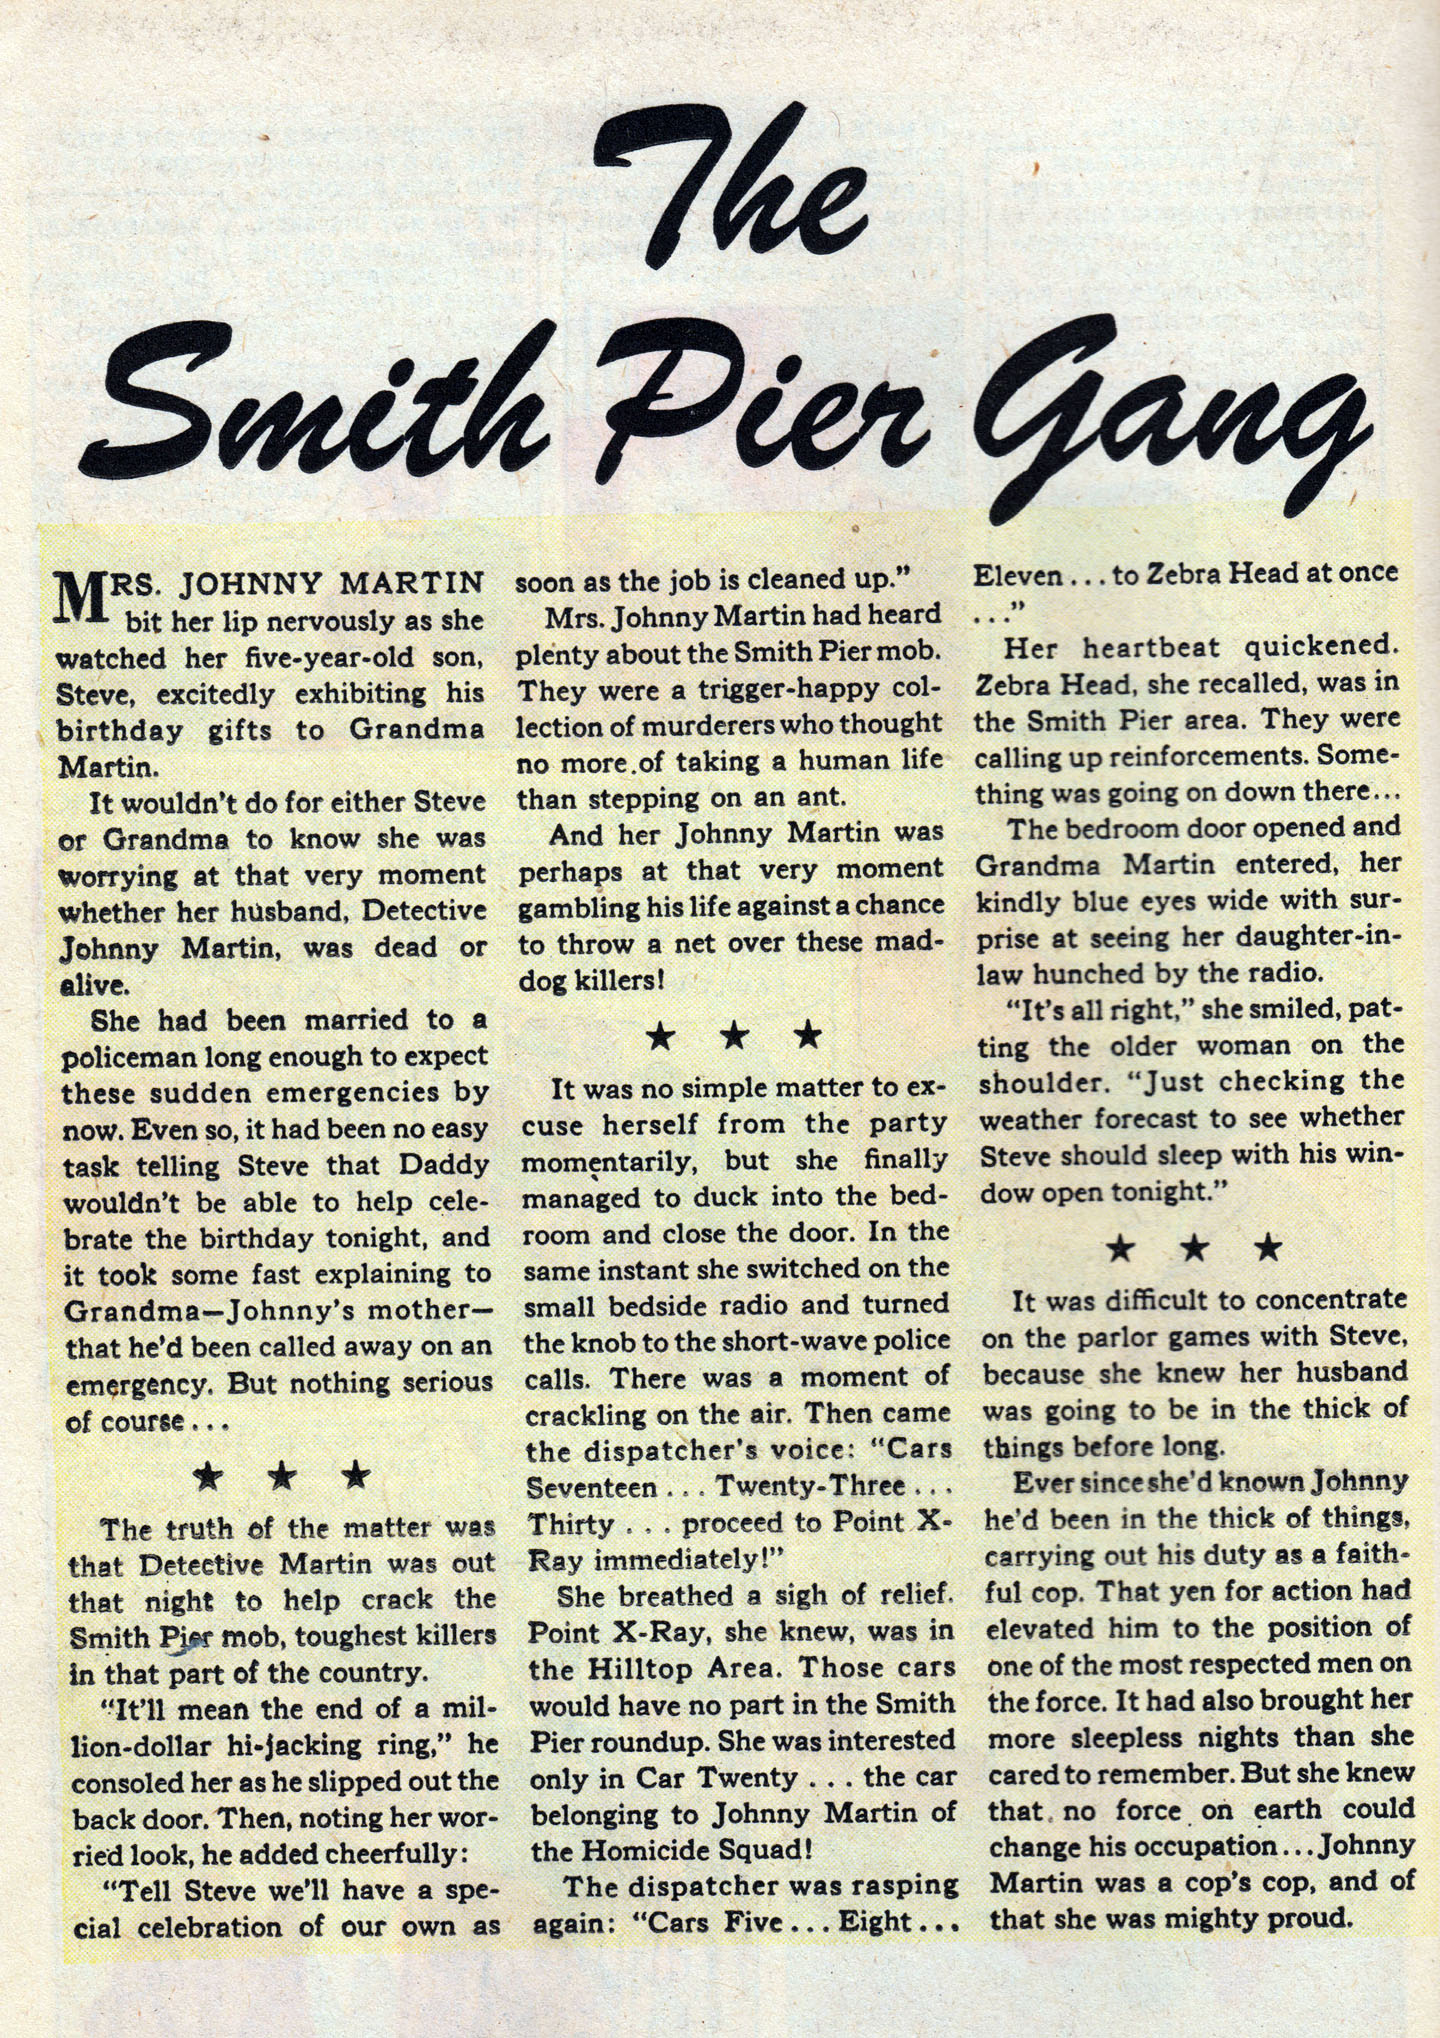 The
Smith Pier Gang
MRS. JOHNNY MARTIN
bit her lip nervously as she
watched her five-year-old son,
Steve, excitedly exhibiting his
birthday gifts to Grandma
Martin.
It wouldn't do for either Steve
or Grandma to know she was
worrying at that very moment
whether her husband, Detective
Johnny Martin, was dead or
alive.
She had been married to a
policeman long enough to expect
these sudden emergencies by
now. Even so, it had been no easy
task telling Steve that Daddy
wouldn't be able to help cele-
brate the birthday tonight, and
it took some fast explaining to
Grandma—Johnny's mother—
that he'd been called away on an
emergency. But nothing serious
of course...
★ ★ ★
The truth of the matter was
that Detective Martin was out
that night to help crack the
Smith Pier mob, toughest killers
in that part of the country.
"It'll mean the end of a mil-
lion-dollar hi-jacking ring," he
consoled her as he slipped out the
back door. Then, noting her wor-
ried look, he added cheerfully:
"Tell Steve we'll have a spe-
cial celebration of our own as
soon as the job is cleaned up."
Mrs. Johnny Martin had heard
plenty about the Smith Pier mob.
They were a trigger-happy col-
lection of murderers who thought
no more of taking a human life
than stepping on an ant.
And her Johnny Martin was
perhaps at that very moment
gambling his life against a chance
to throw a net over these mad-
dog killers!
★ ★ ★
It was no simple matter to ex-
cuse herself from the party
momentarily, but she finally
managed to duck into the bed-
room and close the door. In the
same instant she switched on the
small bedside radio and turned
the knob to the short-wave police
calls. There was a moment of
crackling on the air. Then came
the dispatcher's voice: "Cars
Seventeen ... Twenty-Three ...
Thirty ... proceed to Point X-
Ray immediately!"
She breathed a sigh of relief.
Point X-Ray, she knew, was in
the Hilltop Area. Those cars
would have no part in the Smith
Pier roundup. She was interested
only in Car Twenty ... the car
belonging to Johnny Martin of
the Homicide Squad!
The dispatcher was rasping
again: "Cars Five... Eight...
Eleven ... to Zebra Head at once
..."
Her heartbeat quickened.
Zebra Head, she recalled, was in
the Smith Pier area. They were
calling up reinforcements. Some-
thing was going on down there...
The bedroom door opened and
Grandma Martin entered, her
kindly blue eyes wide with sur-
prise at seeing her daughter-in-
law hunched by the radio.
"It's all right," she smiled, pat-
ting the older woman on the
shoulder. "Just checking the
weather forecast to see whether
Steve should sleep with his win-
dow open tonight."
★ ★ ★
It was difficult to concentrate
on the parlor games with Steve,
because she knew her husband
was going to be in the thick of
things before long.
Ever since she'd known Johnny
he'd been in the thick of things,
carrying out his duty as a faith-
ful cop. That yen for action had
elevated him to the position of
one of the most respected men on
the force. It had also brought her
more sleepless nights than she
cared to remember. But she knew
that no force on earth could
change his occupation...Johnny
Martin was a cop's cop, and of
that she was mighty proud.